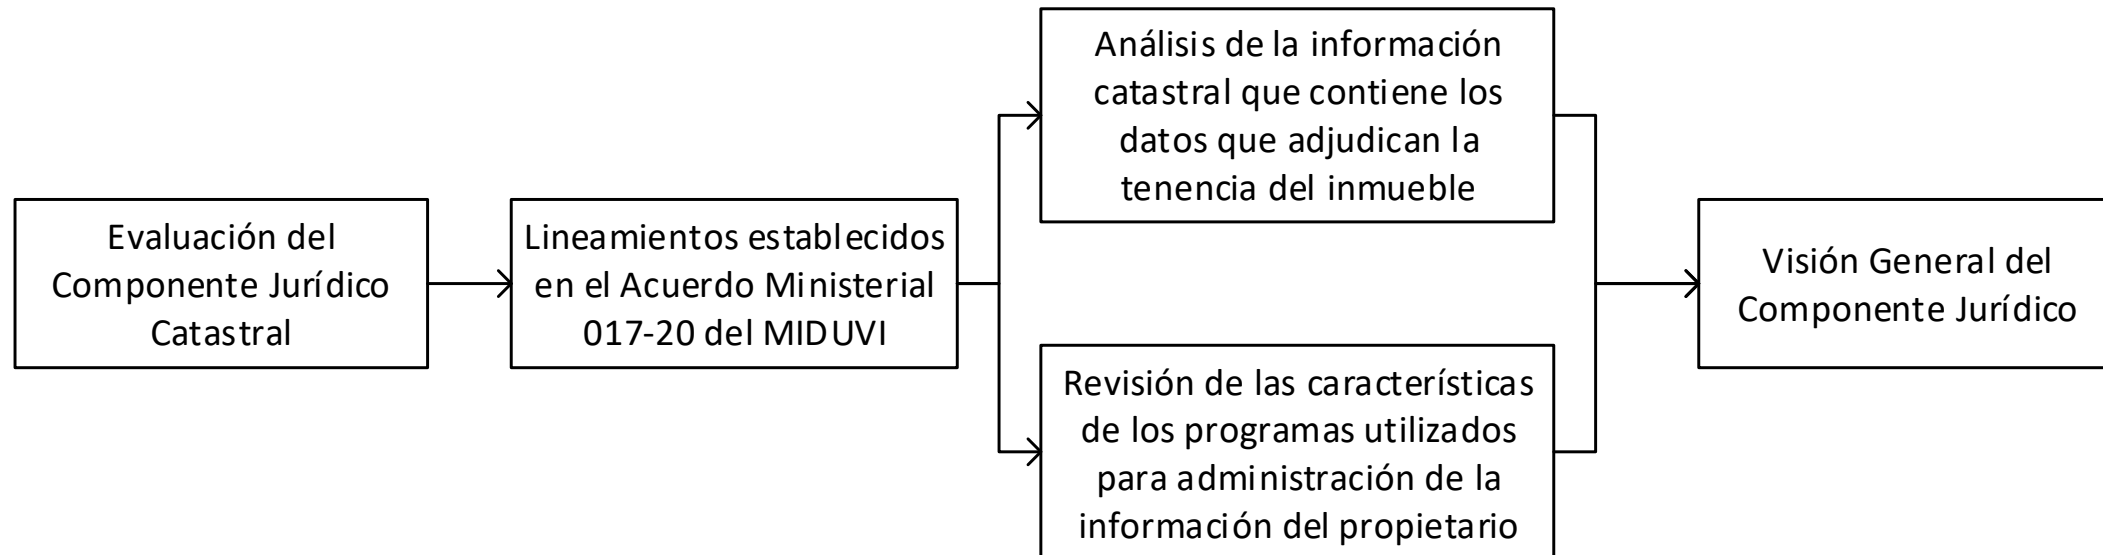 Evaluación del
Componente Jurídico
Catastral
Lineamientos establecidos
en el Acuerdo Ministerial
017-20 del MIDUVI
Análisis de la información
catastral que contiene los
datos que adjudican la
tenencia del inmueble
Revisión de las características
de los programas utilizados
para administración de la
información del propietario
Visión General del
Componente Jurídico